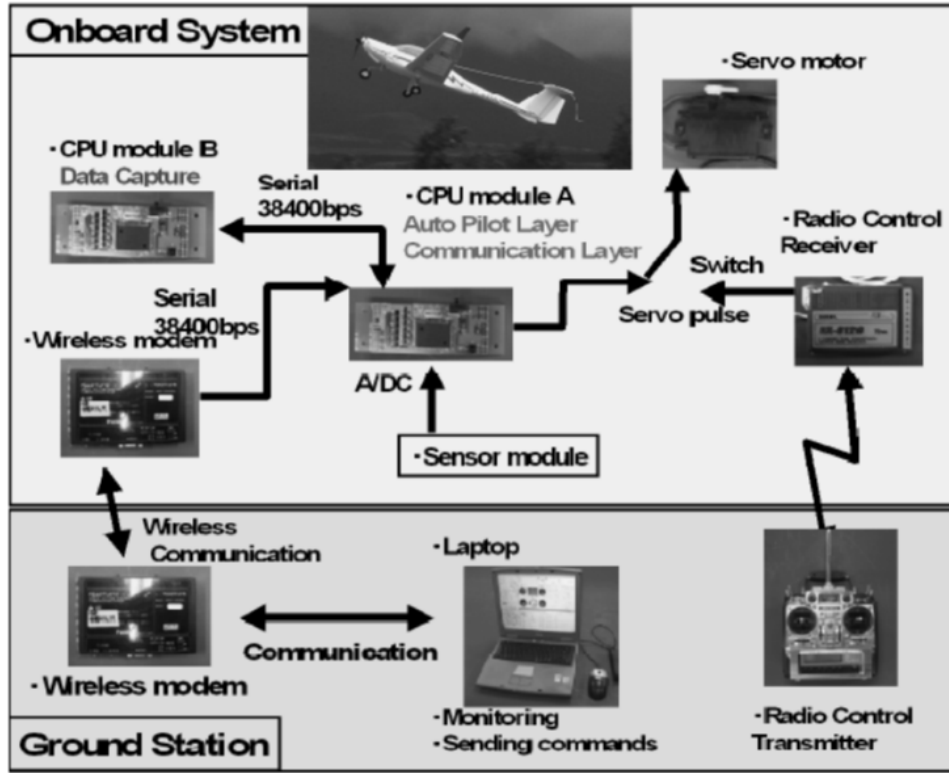 Onboard System
·Servo motor
·CPU module B
Data Capture
Serial
38400bps
·CPU module A
Auto Pilot Layer
Communication Layer
·Radio Control
Receiver
Switch
Servo pulse
Serial
38400bps
·Wireless modem
A/DC
·Sensor module
Wireless
Communication
·Laptop
Communication
·Wireless modem
·Monitoring
·Sending commands
·Radio Control
Transmitter
Ground Station